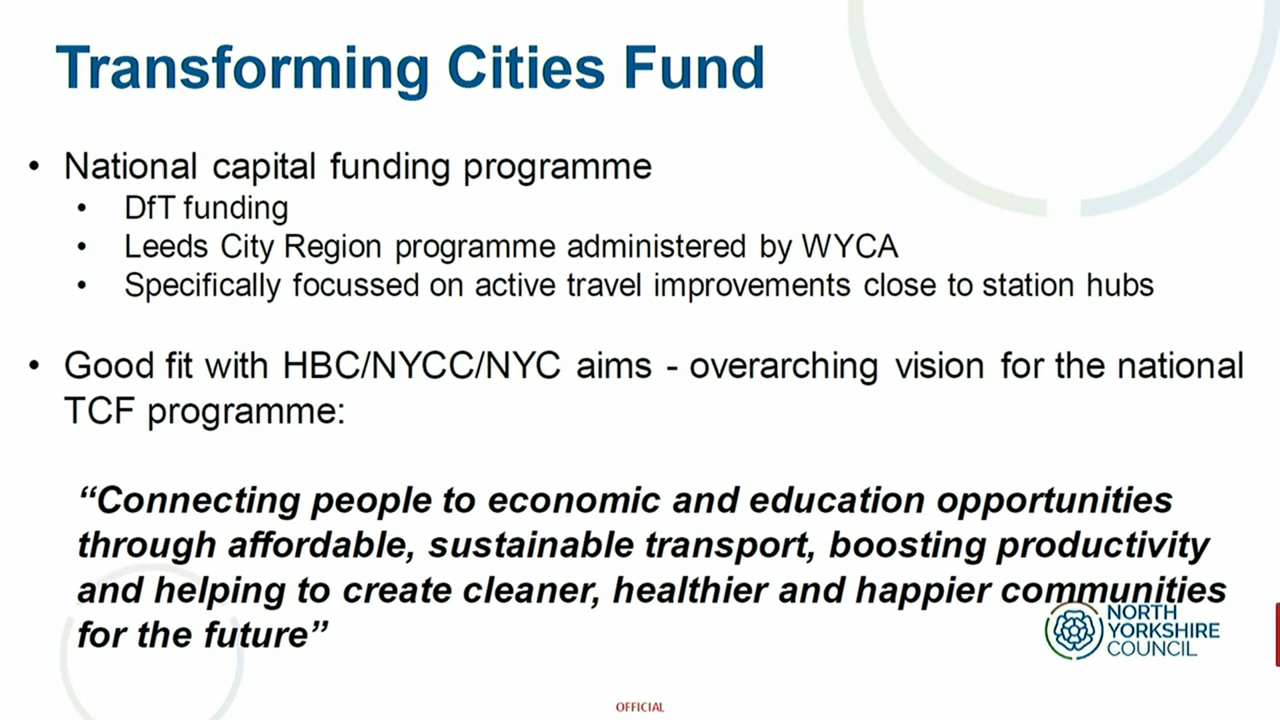 Transforming Cities Fund
• National capital funding programme
• DfT funding
• Leeds City Region programme administered by WYCA
• Specifically focussed on active travel improvements close to station hubs
• Good fit with HBC/NYCC/NYC aims - overarching vision for the national
TCF programme:
“Connecting people to economic and education opportunities
through affordable, sustainable transport, boosting productivity
and helping to create cleaner, healthier and happier communities
for the future”
NORTH
YORKSHIRE
COUNCIL
OFFICIAL